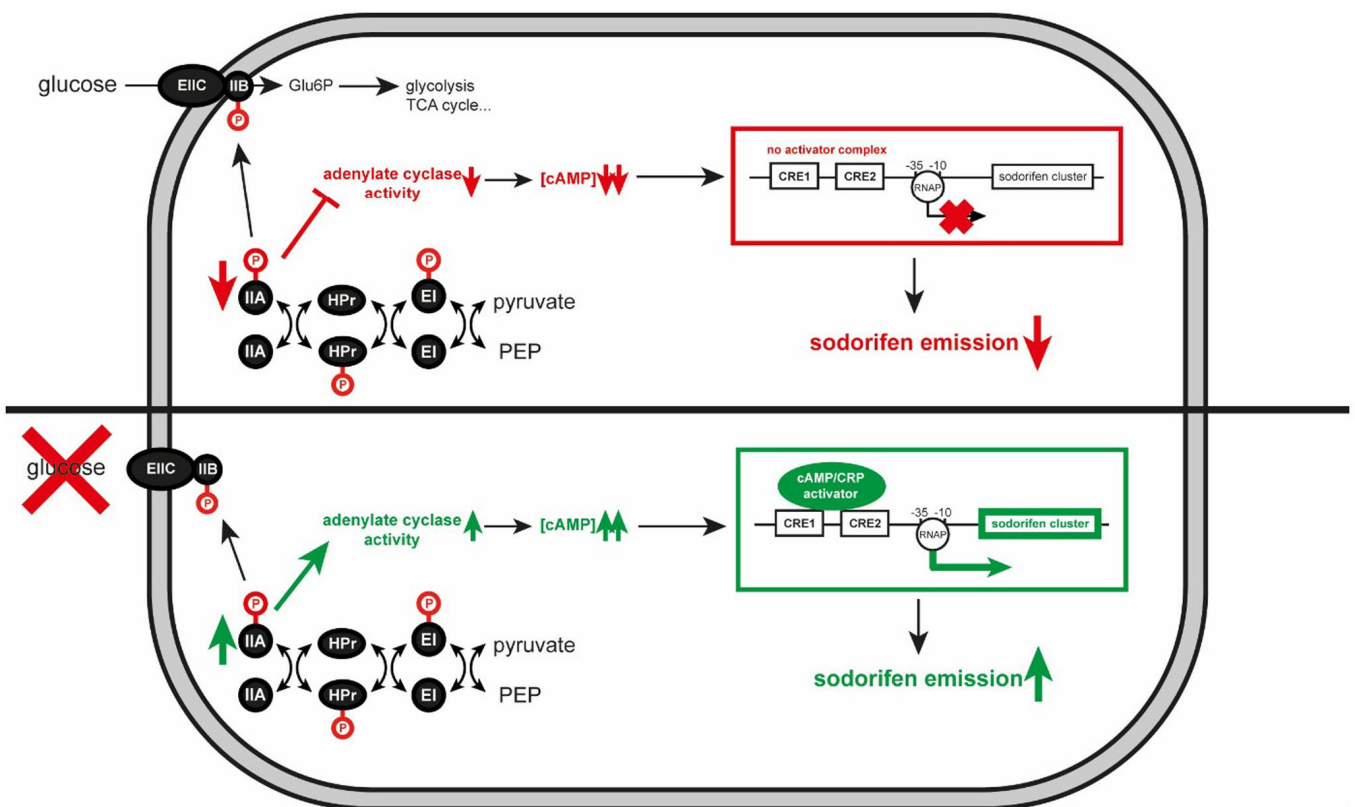 glucose
EIIC
IIB
P
Glu6P
glycolysis
TCA cycle...
adenylate cyclase
activity
[cAMP]
no activator complex
CRE1
CRE2
-35
-10
RNAP
sodorifen cluster
P
IIA
HPr
P
EI
pyruvate
IIA
HPr
P
EI
PEP
sodorifen emission
glucose
EIIC
IIB
P
adenylate cyclase
activity
[cAMP]
cAMP/CRP
activator
CRE1
CRE2
-35
-10
RNAP
sodorifen cluster
P
IIA
HPr
P
EI
pyruvate
IIA
HPr
P
EI
PEP
sodorifen emission